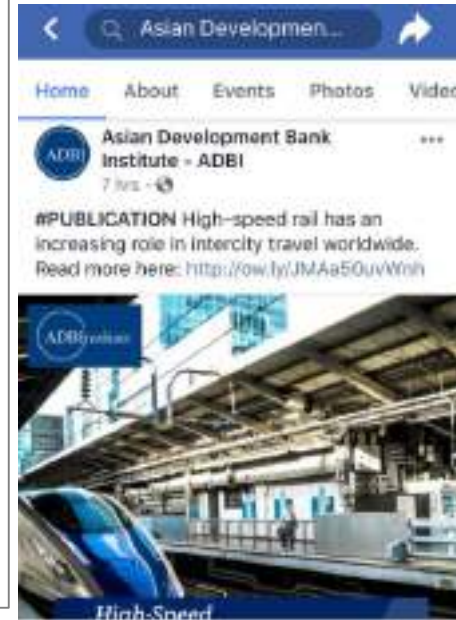 Asian Developmen...
Home About Events Photos Video
ADBI
Asian Development Bank
Institute - ADBI
7 hrs
#PUBLICATION High-speed rail has an
increasing role in intercity travel worldwide.
Read more here: http://ow.ly/JMAa50uvWnh
ADBInstitute
High-Speed